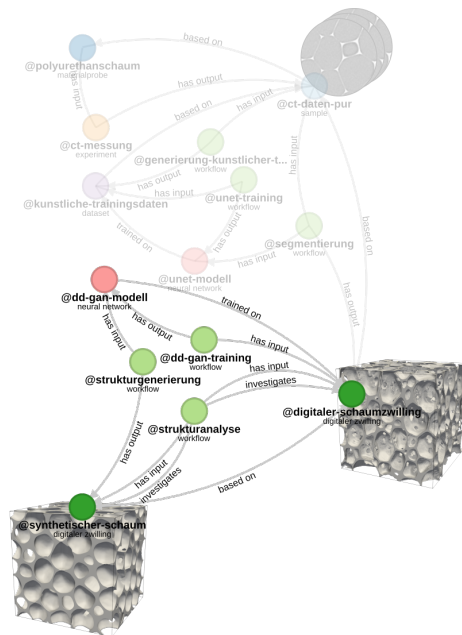 based on
@polyurethanschaum
materialprobe
has input
has output
@ct-daten-pur
sample
based on
has input
@ct-messung
experiment
@generierung-kunstlicher-t...
workflow
has input
has output
has input
@kunstliche-trainingsdaten
dataset
@unet-training
workflow
trained on
has output
@segmentierung
workflow
based on
@unet-modell
neural network
has input
has output
@dd-gan-modell
neural network
trained on
has input
has output
has input
@dd-gan-training
workflow
has input
@strukturgenerierung
workflow
investigates
@digitaler-schaumzwilling
digitaler zwilling
@strukturanalyse
workflow
has output
has input
investigates
based on
@synthetischer-schaum
digitaler zwilling